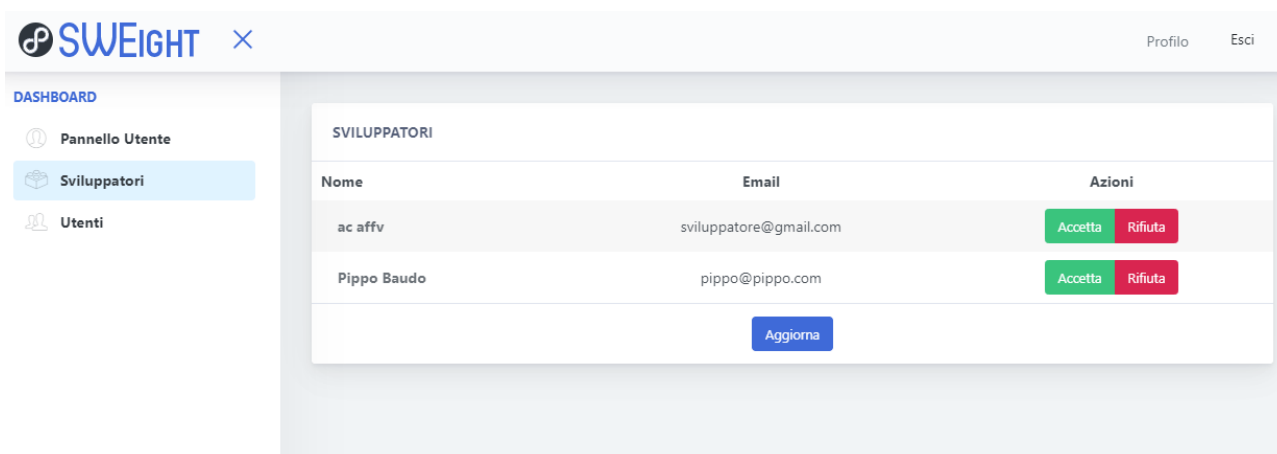 SWEIGHT
Profilo Esci
DASHBOARD
Pannello Utente
Sviluppatori
Utenti
SVILUPPATORI
Nome Email Azioni
ac affv sviluppatore@gmail.com Accetta Rifiuta
Pippo Baudo pippo@pippo.com Accetta Rifiuta
Aggiorna